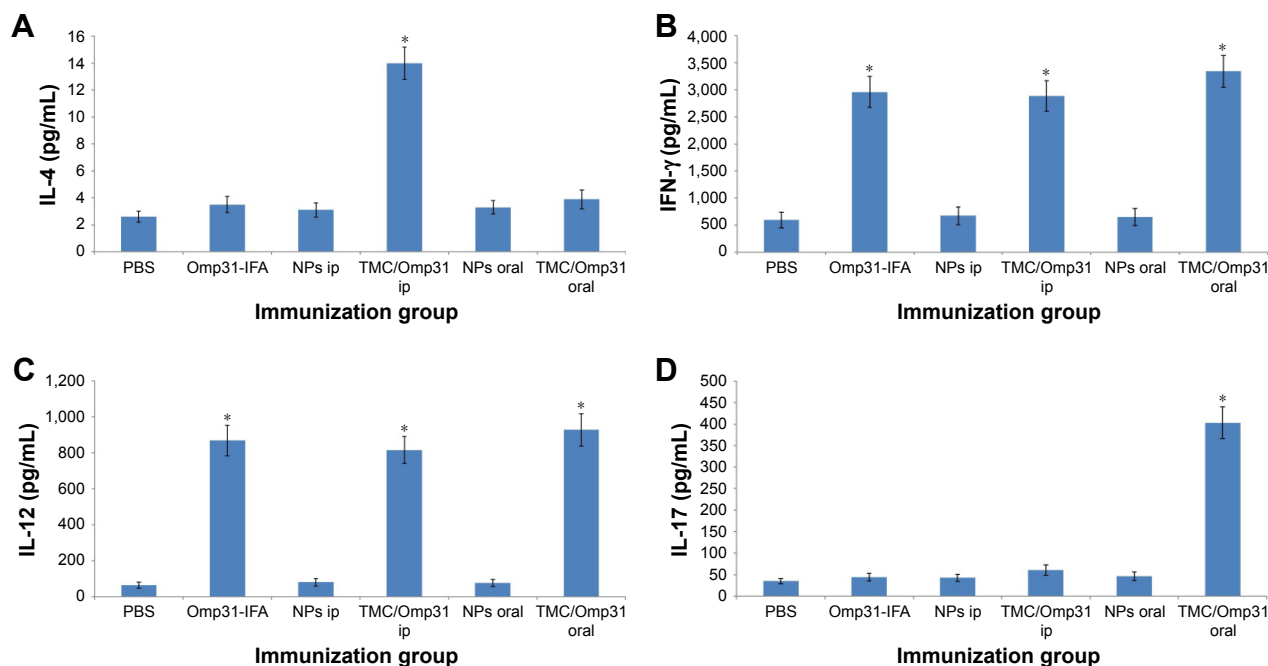 A
IL-4 (pg/mL)
16
14
12
10
8
6
4
2
0
*
PBS Omp31-IFA NPs ip TMC/Omp31 NPs oral TMC/Omp31
ip oral
Immunization group
B
IFN-γ (pg/mL)
4,000
3,500
3,000
2,500
2,000
1,500
1,000
500
0
* * *
PBS Omp31-IFA NPs ip TMC/Omp31 NPs oral TMC/Omp31
ip oral
Immunization group
C
IL-12 (pg/mL)
1,200
1,000
800
600
400
200
0
* * *
PBS Omp31-IFA NPs ip TMC/Omp31 NPs oral TMC/Omp31
ip oral
Immunization group
D
IL-17 (pg/mL)
500
450
400
350
300
250
200
150
100
50
0
*
PBS Omp31-IFA NPs ip TMC/Omp31 NPs oral TMC/Omp31
ip oral
Immunization group